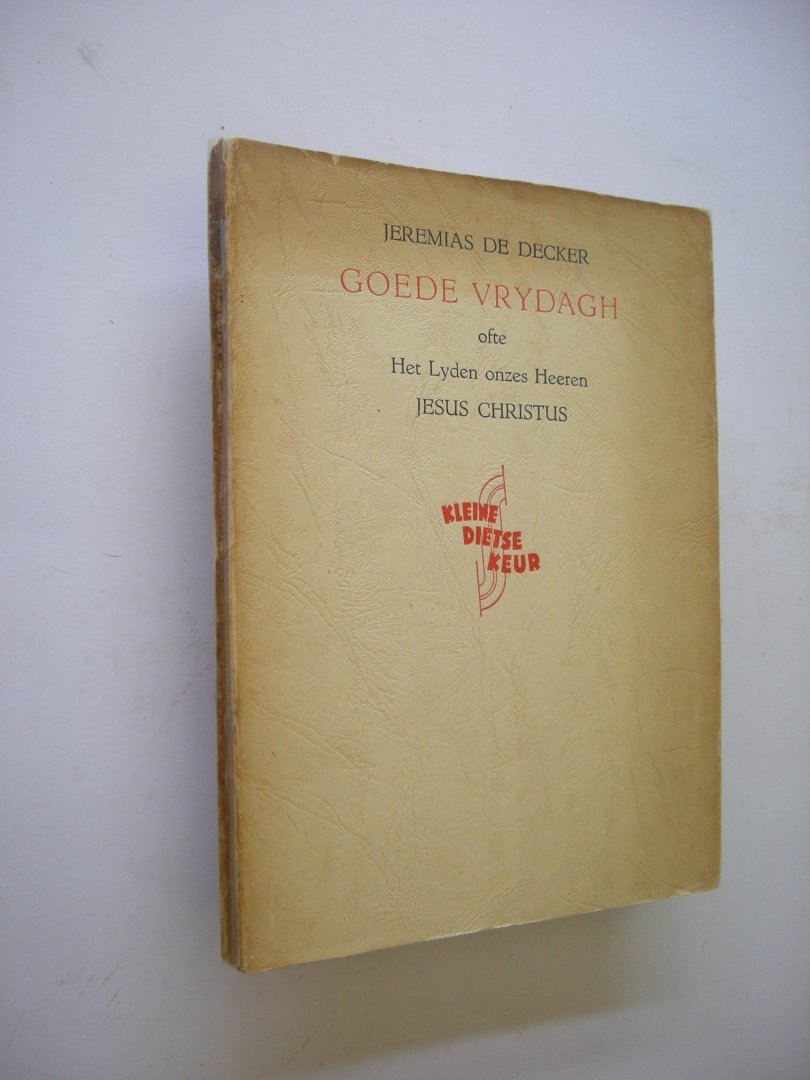 JEREMIAS DE DECKER
GOEDE VRYDAGH
ofte
Het Lyden onzes Heeren
JESUS CHRISTUS
KLEINE
DIETSE
KEUR